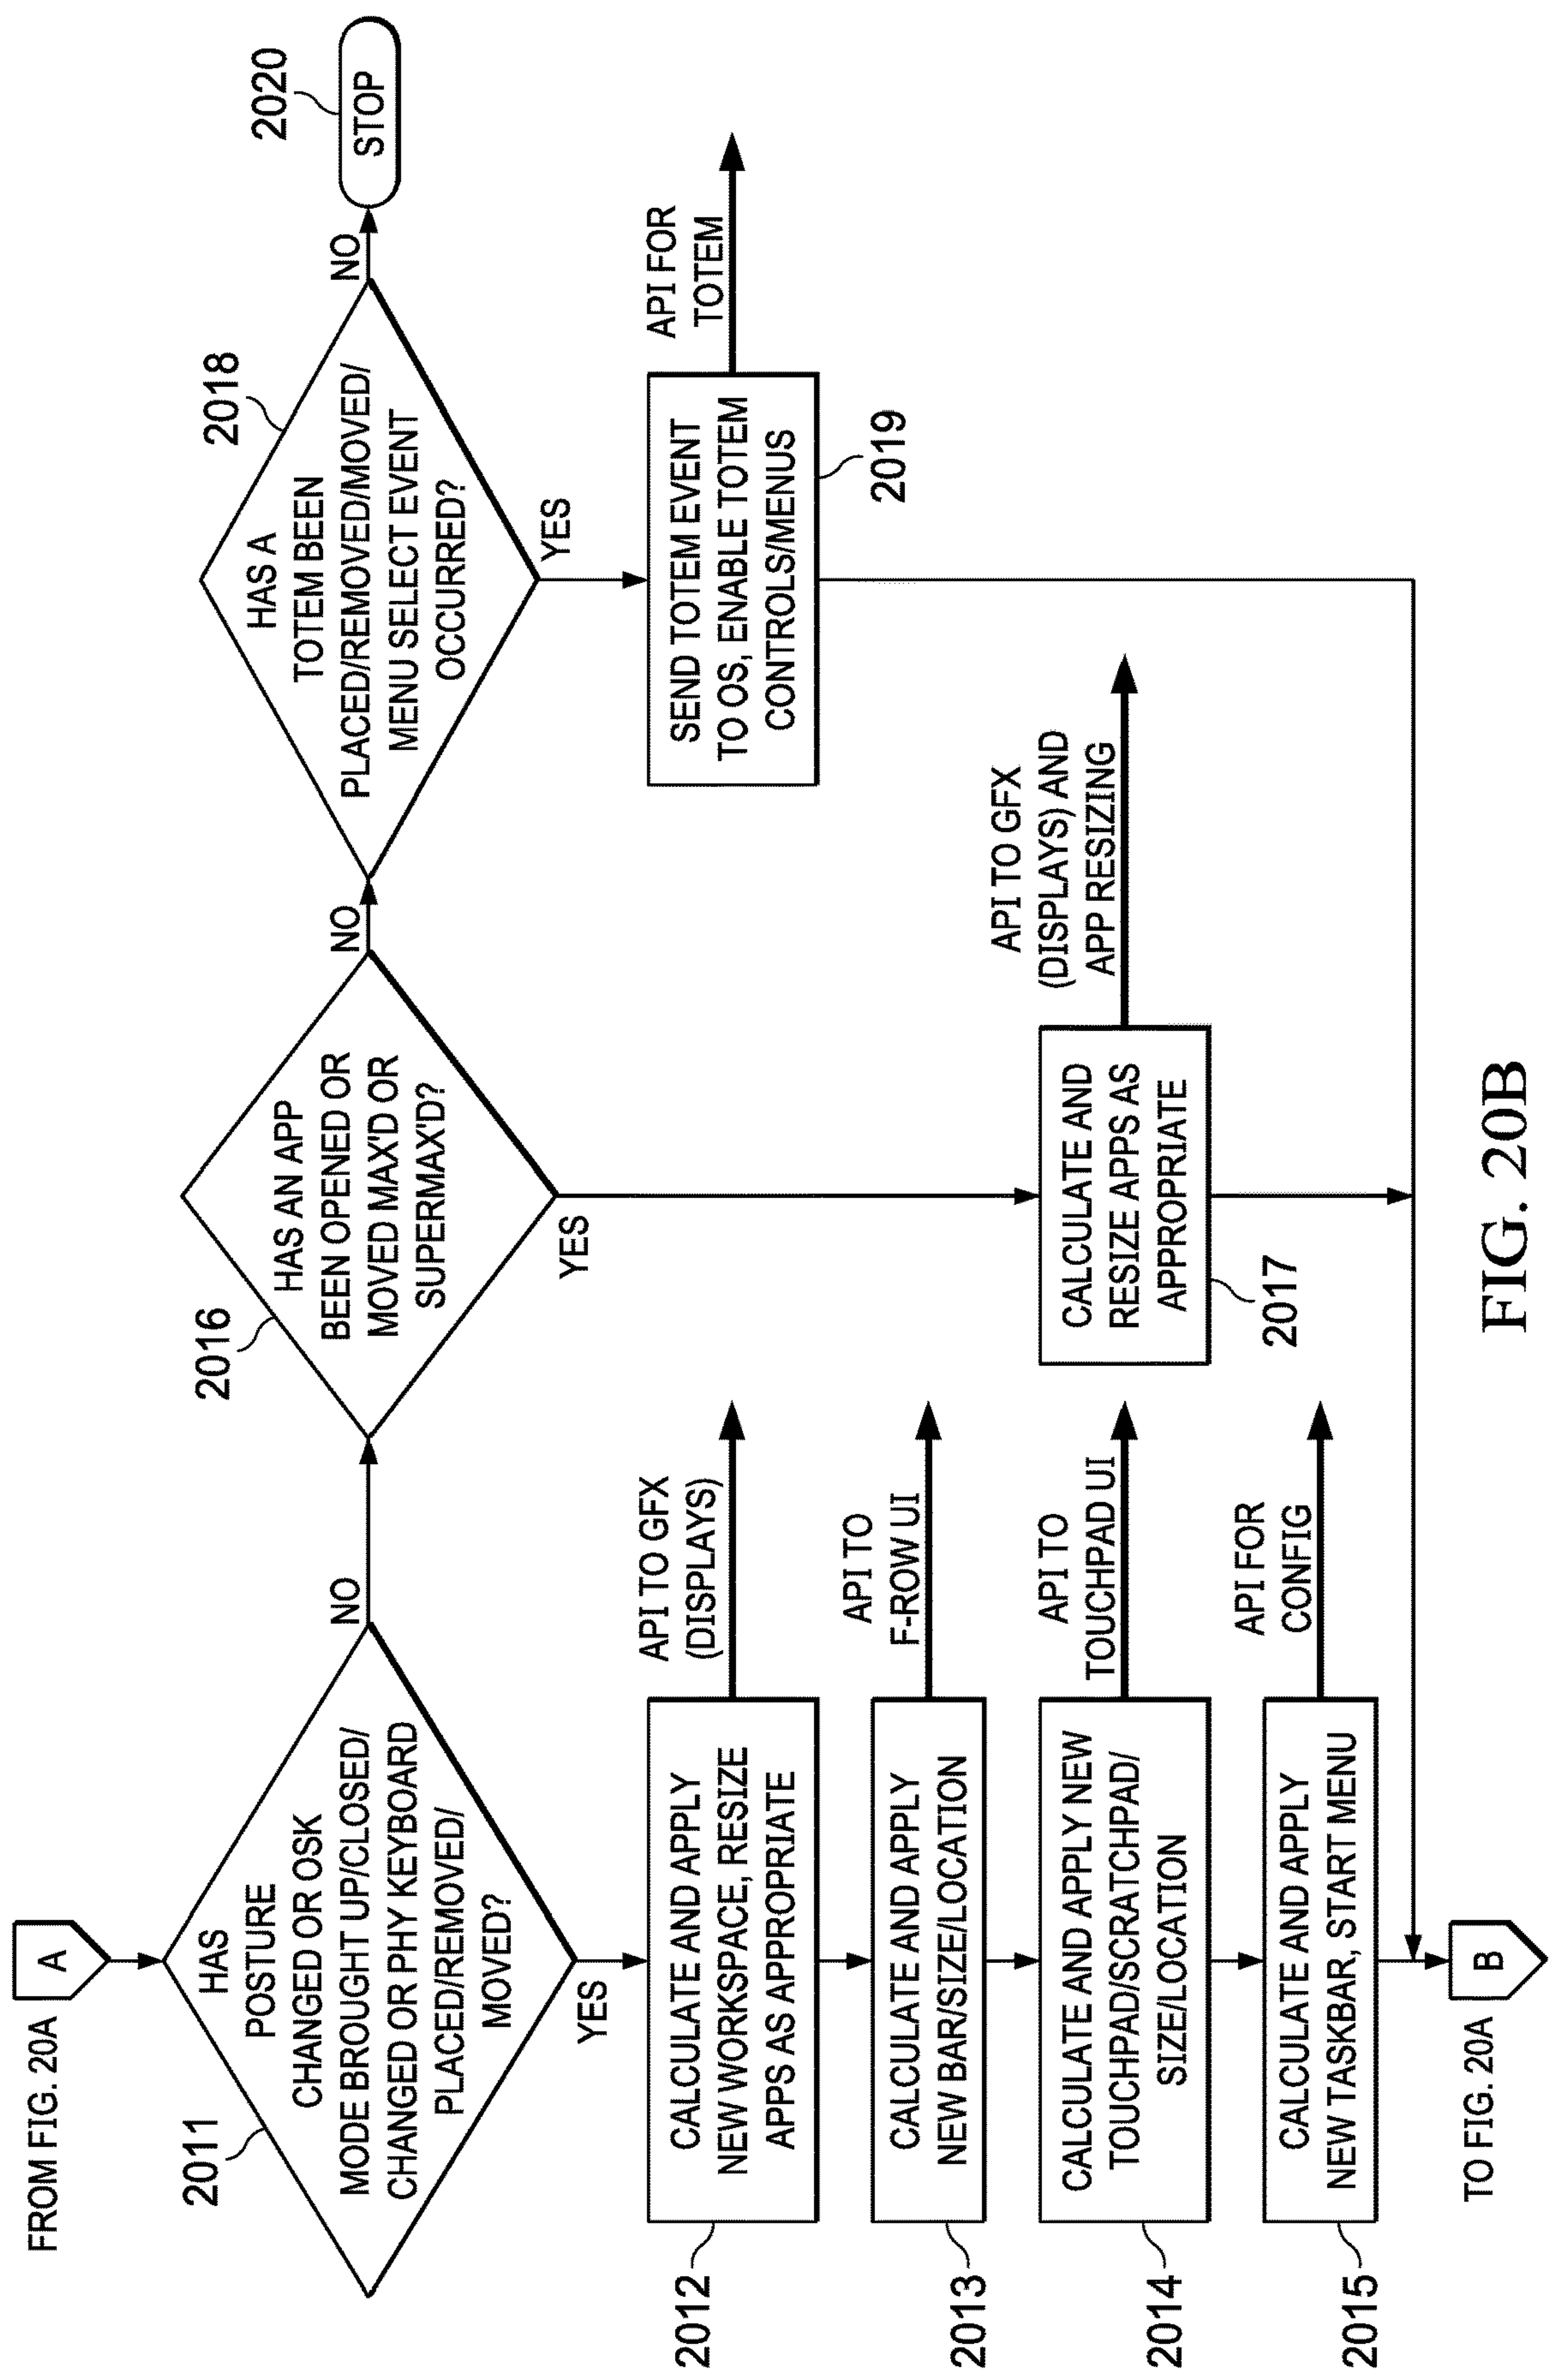 FROM FIG. 20A
A
2011
HAS
POSTURE
CHANGED OR OSK
MODE BROUGHT UP/CLOSED/
CHANGED OR PHY KEYBOARD
PLACED/REMOVED/
MOVED?
NO
YES
2016
HAS AN APP
BEEN OPENED OR
MOVED MAX'D OR
SUPERMAX'D?
NO
YES
2018
HAS A
TOTEM BEEN
PLACED/REMOVED/MOVED/
MENU SELECT EVENT
OCCURRED?
NO
YES
2020
STOP
2012
CALCULATE AND APPLY
NEW WORKSPACE, RESIZE
APPS AS APPROPRIATE
API TO GFX
(DISPLAYS)
SEND TOTEM EVENT
TO OS, ENABLE TOTEM
CONTROLS/MENUS
2019
API FOR
TOTEM
2013
CALCULATE AND APPLY
NEW BAR/SIZE/LOCATION
API TO
F-ROW UI
2014
CALCULATE AND APPLY NEW
TOUCHPAD/SCRATCHPAD/
SIZE/LOCATION
API TO
TOUCHPAD UI
CALCULATE AND
RESIZE APPS AS
APPROPRIATE
2017
API TO GFX
(DISPLAYS) AND
APP RESIZING
2015
CALCULATE AND APPLY
NEW TASKBAR, START MENU
API FOR
CONFIG
TO FIG. 20A
B
FIG. 20B